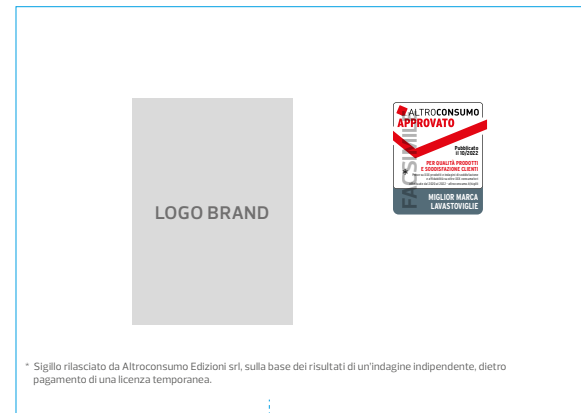 LOGO BRAND
ALTROCONSUMO
APPROVATO
FACSIMILE
Pubblicato
il 10/2022
PER QUALITÀ PRODOTTI
E SODDISFAZIONE CLIENTI
*
MIGLIOR MARCA
LAVASTOVIGLIE
* Sigillo rilasciato da Altroconsumo Edizioni srl, sulla base dei risultati di un'indagine indipendente, dietro
pagamento di una licenza temporanea.